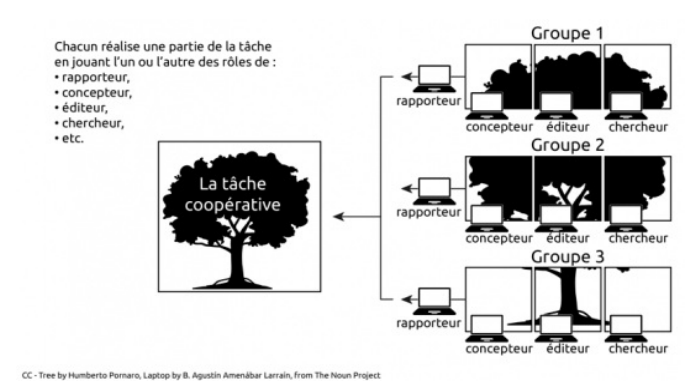 Chacun réalise une partie de la tâche
en jouant l'un ou l'autre des rôles de :
• rapporteur,
• concepteur,
• éditeur,
• chercheur,
• etc.
La tâche
coopérative
Groupe 1
rapporteur
concepteur éditeur chercheur
Groupe 2
rapporteur
concepteur éditeur chercheur
Groupe 3
rapporteur
concepteur éditeur chercheur
CC - Tree by Humberto Pornaro, Laptop by B. Agustín Amenábar Larraín, from The Noun Project